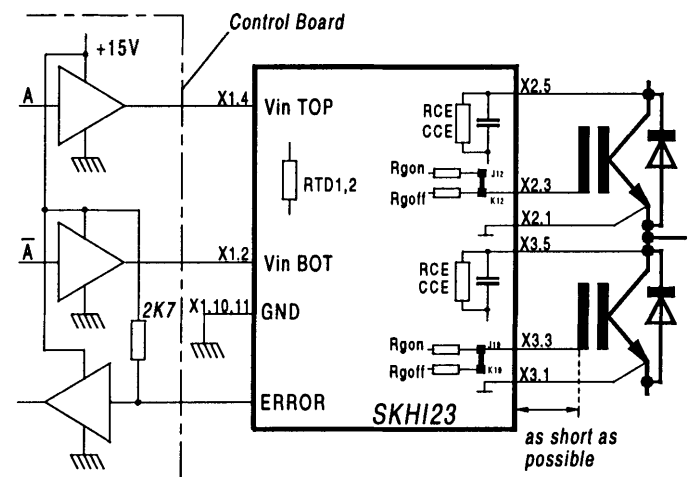 Control Board
+15V
A
X1.4
Vin TOP
RTD1,2
RCE
CCE
X2.5
Rgon
J12
Rgoff
K12
X2.3
X2.1
A̅
X1.2
Vin BOT
2K7
X1.10,11
GND
RCE
CCE
X3.5
Rgon
J19
Rgoff
K19
X3.3
X3.1
ERROR
SKHI23
as short as
possible